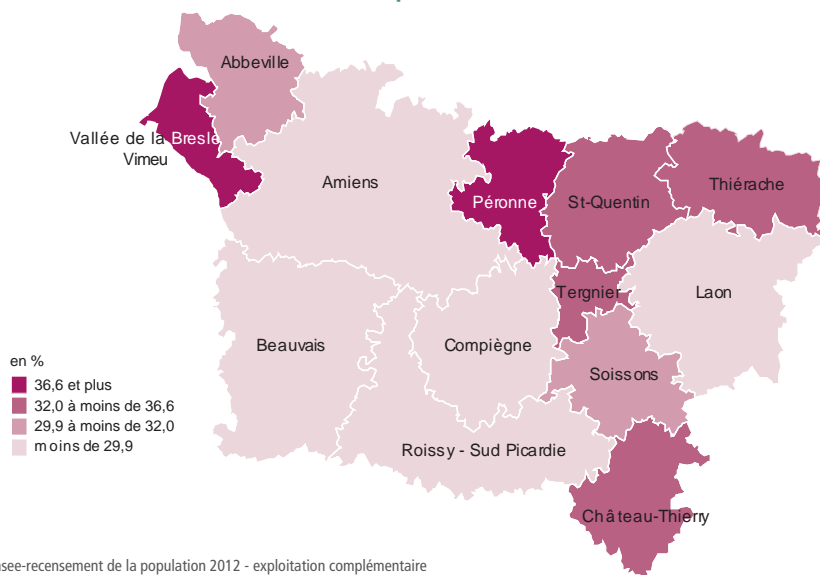 Abbeville
Vallée de la Bresle
Vimeu
Amiens
Péronne
St-Quentin
Thiérache
Tergnier
Laon
Beauvais
Compiègne
Soissons
Roissy - Sud Picardie
Château-Thierry
en %
36,6 et plus
32,0 à moins de 36,6
29,9 à moins de 32,0
moins de 29,9
see-recensement de la population 2012 - exploitation complémentaire